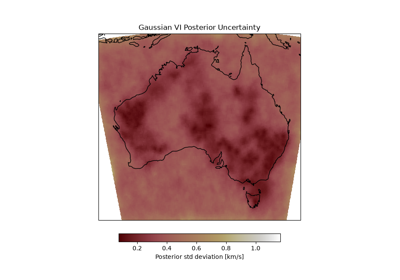 Gaussian VI Posterior Uncertainty
0.2 0.4 0.6 0.8 1.0
Posterior std deviation [km/s]